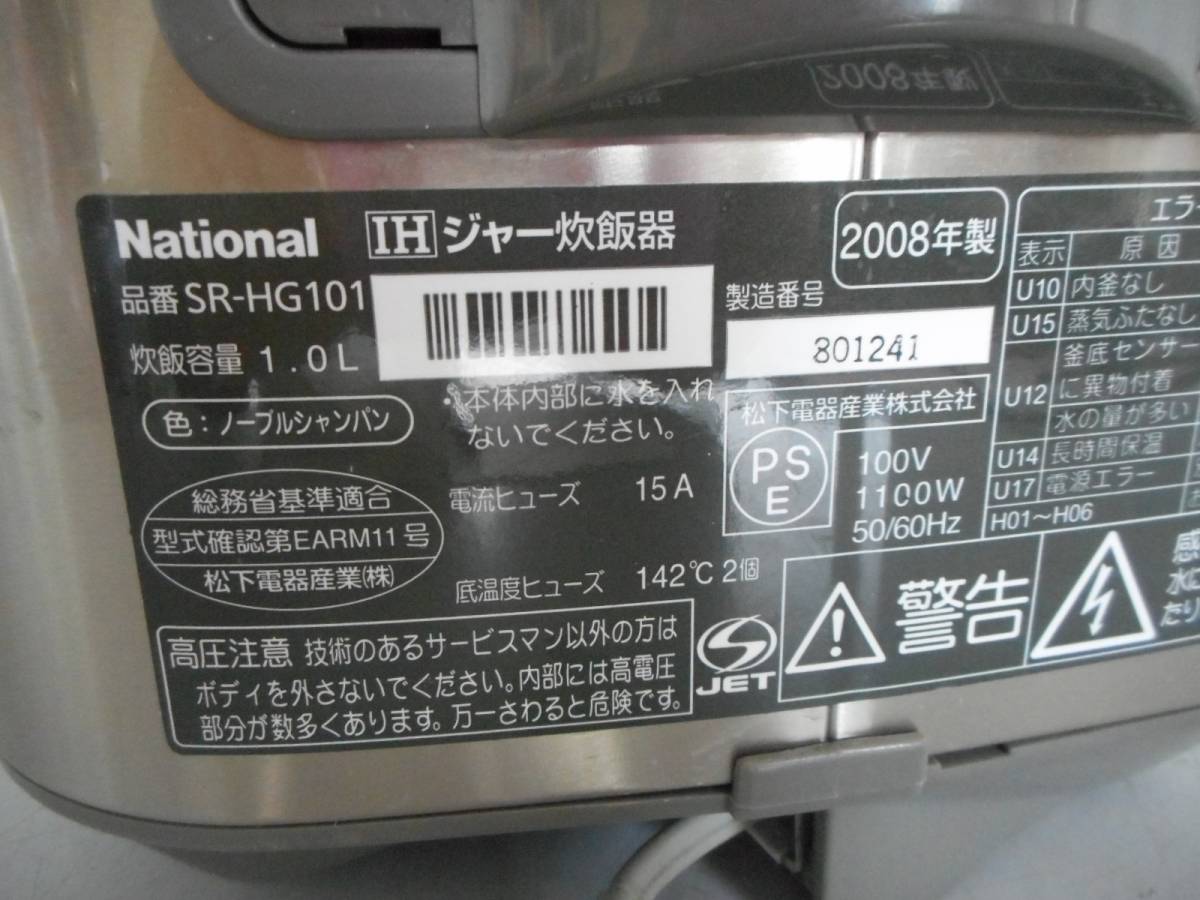 2008年製
National IHジャー炊飯器
品番 SR-HG101
炊飯容量 1.0L
色:ノーブルシャンパン
・本体内部に水を入れ
ないでください。
電流ヒューズ 15A
底温度ヒューズ 142℃ 2個
総務省基準適合
型式確認第EARM11号
松下電器産業(株)
高圧注意 技術のあるサービスマン以外の方は
ボディを外さないでください。内部には高電圧
部分が数多くあります。万一さわると危険です。
2008年製
製造番号
801241
松下電器産業株式会社
PS
E
100V
1100W
50/60Hz
JET
警告
エラー
表示 原因
U10 内釜なし
U15 蒸気ふたなし
U12 釜底センサー
に異物付着
水の量が多い
U14 長時間保温
U17 電源エラー
H01～H06
感
水に
たり